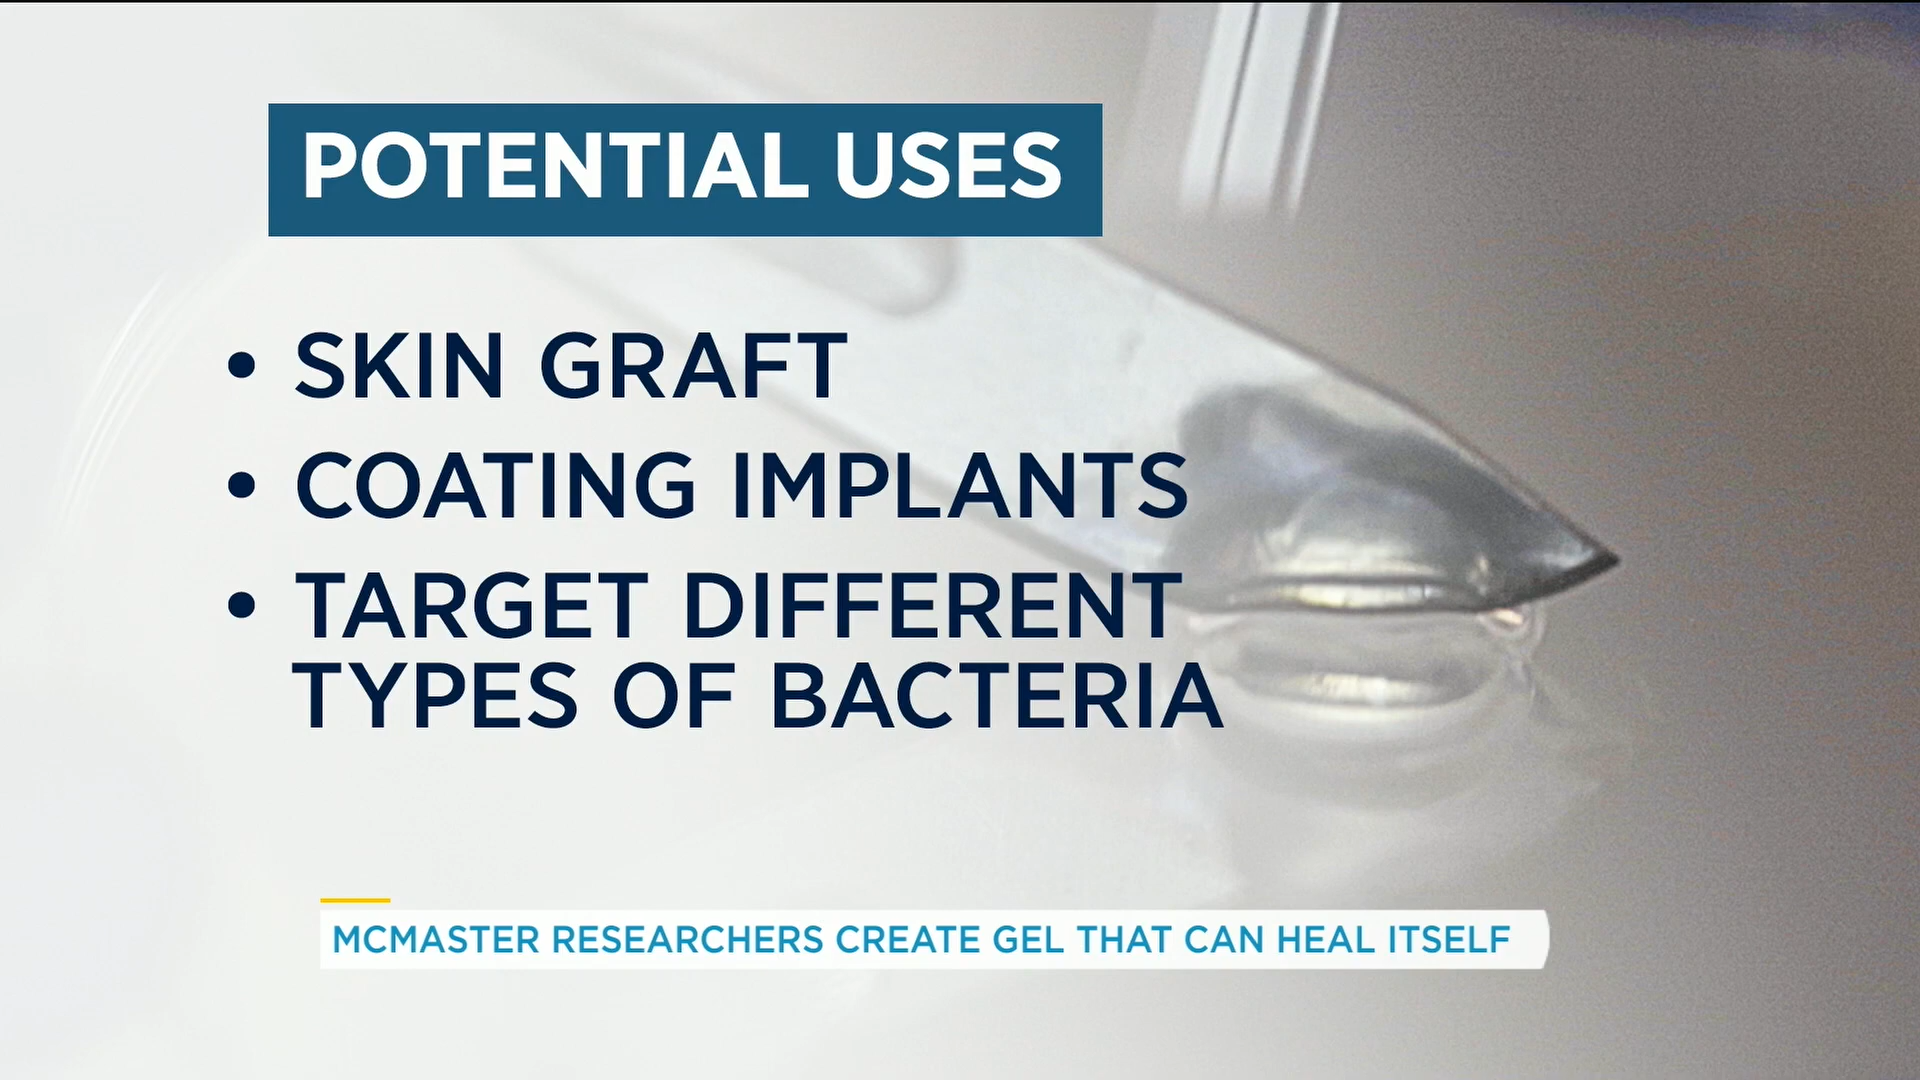 POTENTIAL USES
• SKIN GRAFT
• COATING IMPLANTS
• TARGET DIFFERENT
TYPES OF BACTERIA
MCMASTER RESEARCHERS CREATE GEL THAT CAN HEAL ITSELF